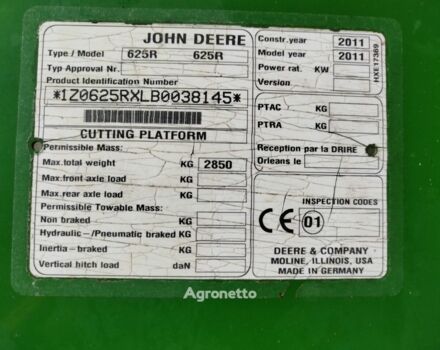 JOHN DEERE
Type / Model 625R 625R
Typ Approval Nr.
Product Identification Number
*1Z0625RXLB0038145*
CUTTING PLATFORM
Permissible Mass:
Max.total weight KG 2850
Max.front axle load KG
Max.rear axle load KG
Permissible Towable Mass:
Non braked KG
Hydraulic -/Pneumatic braked KG
Inertia – braked KG
Vertical hitch load daN
Constr.year 2011
Model year 2011
Power rat. KW
Version
HXE17389
PTAC KG
PTRA KG
Reception par la DRIRE
Orleans le
INSPECTION CODES
CE 01
DEERE & COMPANY
MOLINE, ILLINOIS, USA
MADE IN GERMANY
Agronetto